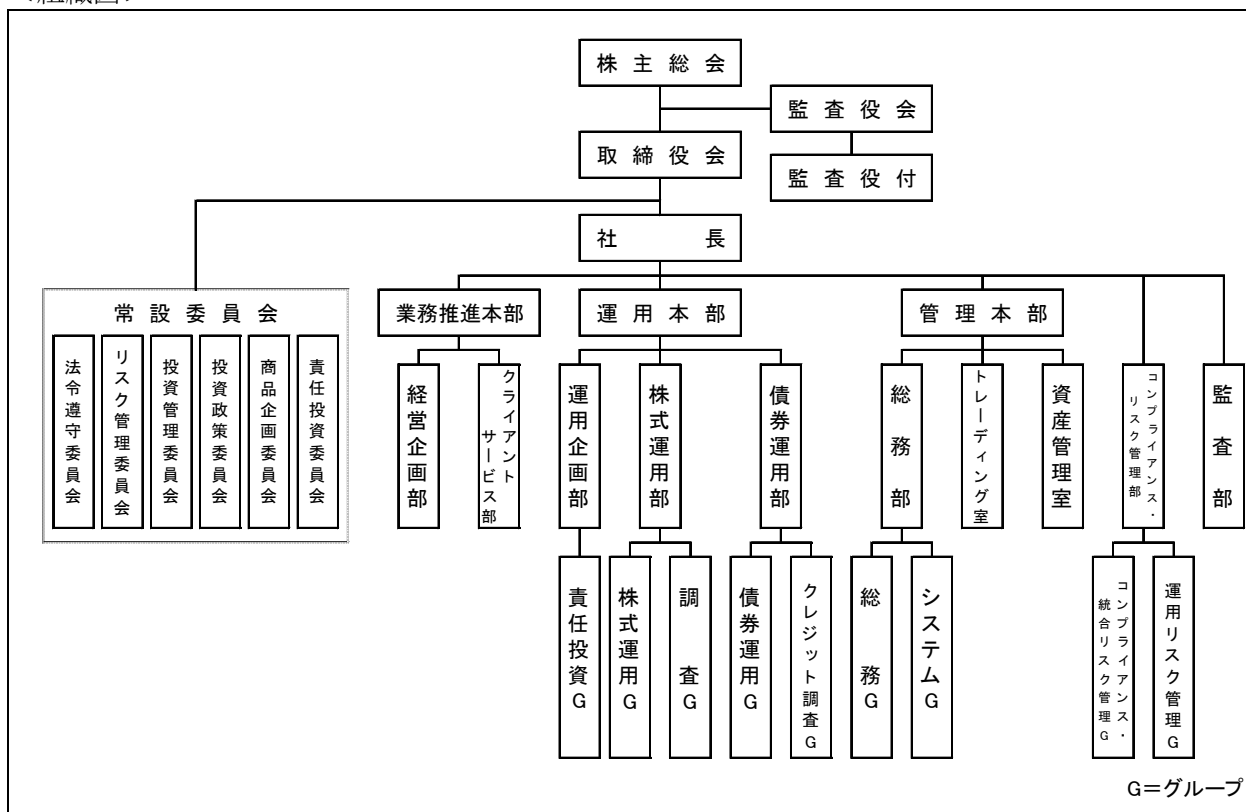 株主総会
監査役会
取締役会
監査役付
社長
常設委員会
法令遵守委員会
リスク管理委員会
投資管理委員会
投資政策委員会
商品企画委員会
責任投資委員会
業務推進本部
運用本部
管理本部
経営企画部
クライアント
サービス部
運用企画部
株式運用部
債券運用部
総務部
トレーディング室
資産管理室
コンプライアンス・
リスク管理部
監査部
責任投資G
株式運用G
調査G
債券運用G
クレジット調査G
総務G
システムG
コンプライアンス・
統合リスク管理G
運用リスク管理G
G=グループ